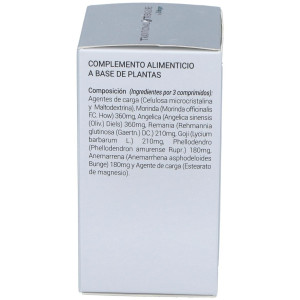 COMPLEMENTO ALIMENTICIO
A BASE DE PLANTAS
Composición (Ingredientes por 3 comprimidos):
Agentes de carga (Celulosa microcristalina
y Maltodextrina), Morinda (Morinda officinalis
FC. How) 360mg, Angelica (Angelica sinensis
(Oliv.) Diels) 360mg, Remania (Rehmannia
glutinosa (Gaertn.) DC.) 210mg, Goji (Lycium
barbarum L.) 210mg, Phellodendro
(Phellodendron amurense Rupr.) 180mg,
Anemarrena (Anemarrhena asphodeloides
Bunge) 180mg y Agente de carga (Estearato
de magnesio).